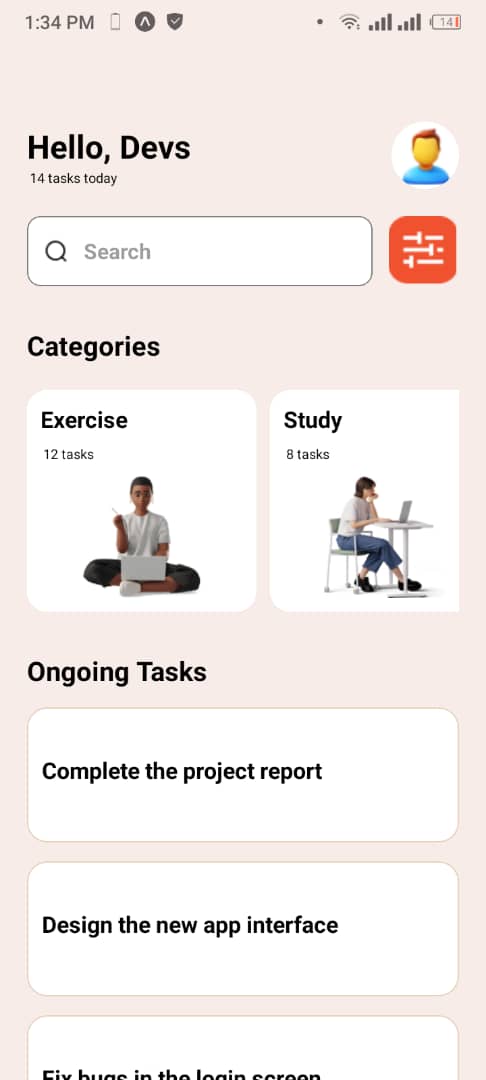 1:34 PM
14
Hello, Devs
14 tasks today
Search
Categories
Exercise
12 tasks
Study
8 tasks
Ongoing Tasks
Complete the project report
Design the new app interface
Fix bugs in the login screen